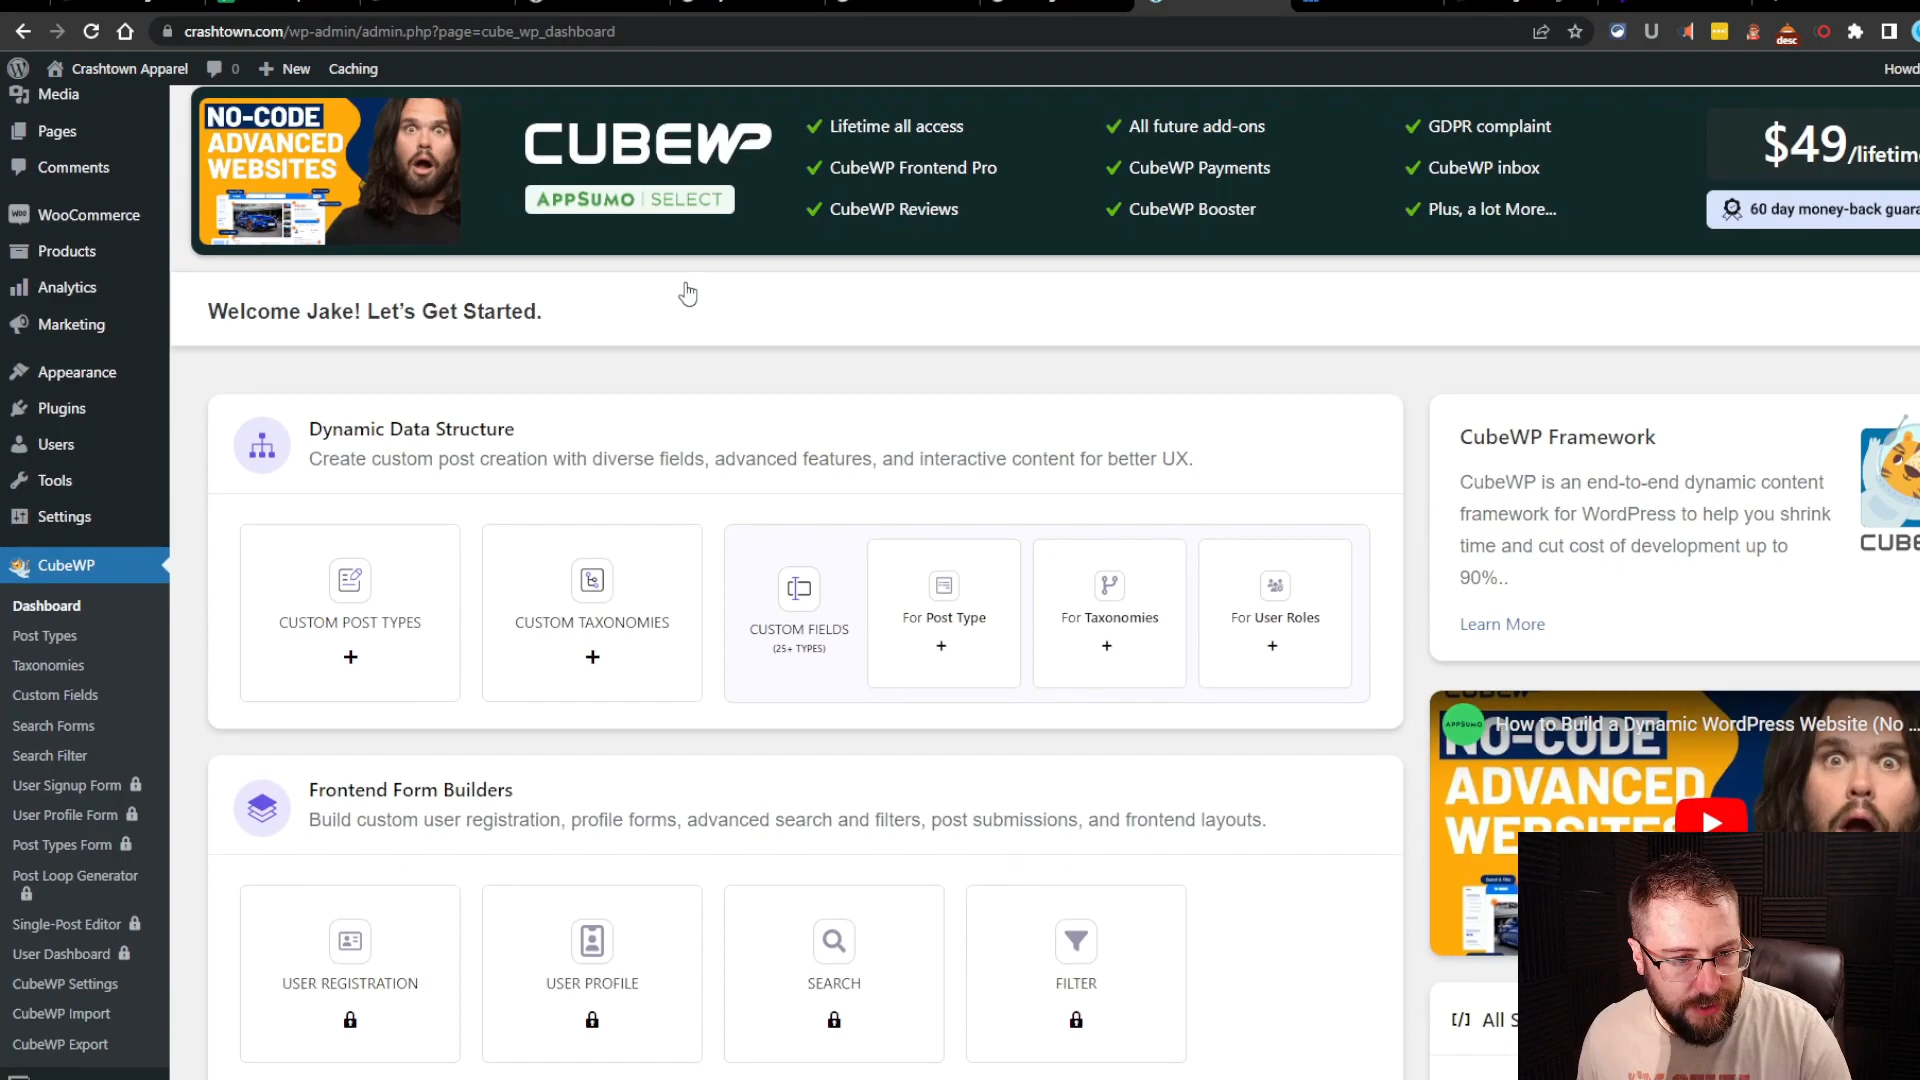 crashtown.com/wp-admin/admin.php?page=cube_wp_dashboard
desc
Crashtown Apparel
0
New
Caching
Howd
Media
Pages
Comments
WooCommerce
Products
Analytics
Marketing
Appearance
Plugins
Users
Tools
Settings
CubeWP
Dashboard
Post Types
Taxonomies
Custom Fields
Search Forms
Search Filter
User Signup Form
User Profile Form
Post Types Form
Post Loop Generator
Single-Post Editor
User Dashboard
CubeWP Settings
CubeWP Import
CubeWP Export
NO-CODE
ADVANCED
WEBSITES
CUBEWP
APPSUMO | SELECT
Lifetime all access
All future add-ons
GDPR complaint
CubeWP Frontend Pro
CubeWP Payments
CubeWP inbox
CubeWP Reviews
CubeWP Booster
Plus, a lot More...
$49/lifetim
60 day money-back guara
Welcome Jake! Let's Get Started.
Dynamic Data Structure
Create custom post creation with diverse fields, advanced features, and interactive content for better UX.
CUSTOM POST TYPES
+
CUSTOM TAXONOMIES
+
CUSTOM FIELDS
(25+ TYPES)
For Post Type
+
For Taxonomies
+
For User Roles
+
Frontend Form Builders
Build custom user registration, profile forms, advanced search and filters, post submissions, and frontend layouts.
USER REGISTRATION
USER PROFILE
SEARCH
FILTER
CubeWP Framework
CubeWP is an end-to-end dynamic content
framework for WordPress to help you shrink
time and cut cost of development up to
90%..
Learn More
CUBE
APPSUMO
How to Build a Dynamic WordPress Website (No ...
NO-CODE
ADVANCED
WEBSITES
[/] All S